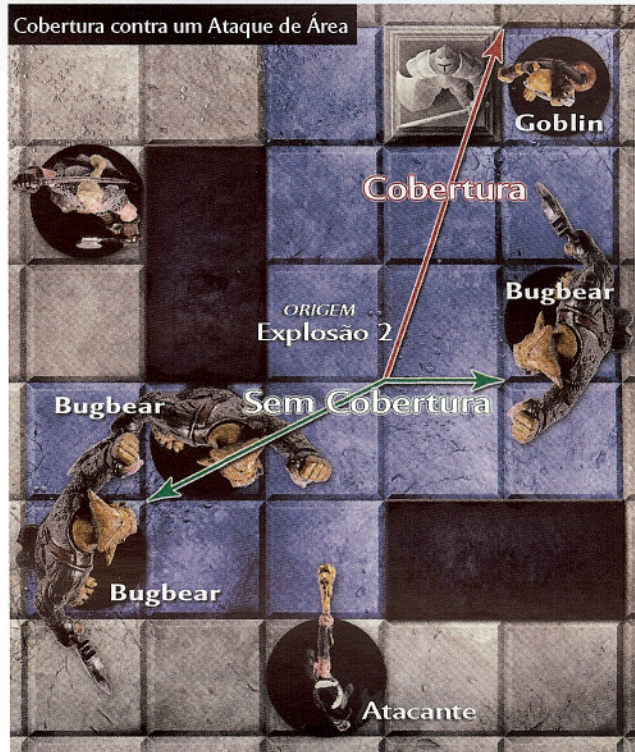 Cobertura contra um Ataque de Área
Goblin
Cobertura
Bugbear
ORIGEM
Explosão 2
Sem Cobertura
Bugbear
Bugbear
Atacante